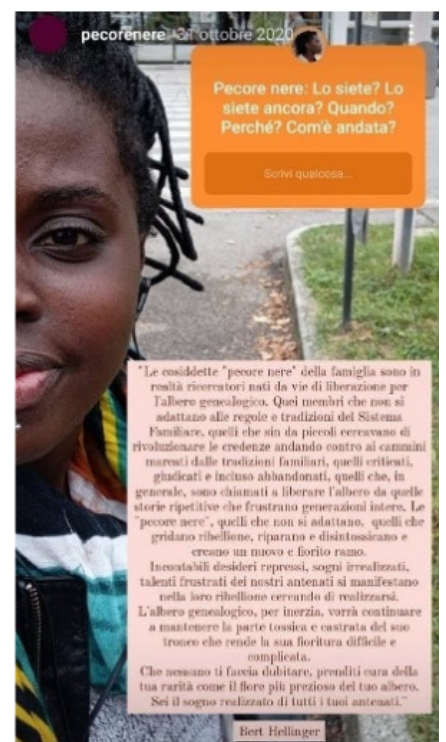 pecorenere 31 ottobre 2020
Pecore nere: Lo siete? Lo
siete ancora? Quando?
Perché? Com'è andata?
Scrivi qualcosa...
"Le cosiddette "pecore nere" della famiglia sono in
realtà ricercatori nati da vie di liberazione per
l'albero genealogico. Quei membri che non si
adattano alle regole e tradizioni del Sistema
Familiare, quelli che sin da piccoli cercavano di
rivoluzionare le credenze andando contro ai cammini
marcati dalle tradizioni familiari, quelli criticati,
giudicati e incluso abbandonati, quelli che, in
generale, sono chiamati a liberare l'albero da quelle
storie ripetitive che frustrano generazioni intere. Le
"pecore nere", quelli che non si adattano, quelli che
gridano ribellione, riparano e disintossicano e
creano un nuovo e fiorito ramo.
Incontabili desideri repressi, sogni irrealizzati,
talenti frustrati dei nostri antenati si manifestano
nella loro ribellione cercando di realizzarsi.
L'albero genealogico, per inerzia, vorrà continuare
a mantenere la parte tossica e castrata del suo
tronco che rende la sua fioritura difficile e
complicata.
Che nessuno ti faccia dubitare, prenditi cura della
tua rarità come il fiore più prezioso del tuo albero.
Sei il sogno realizzato di tutti i tuoi antenati."
Bert Hellinger